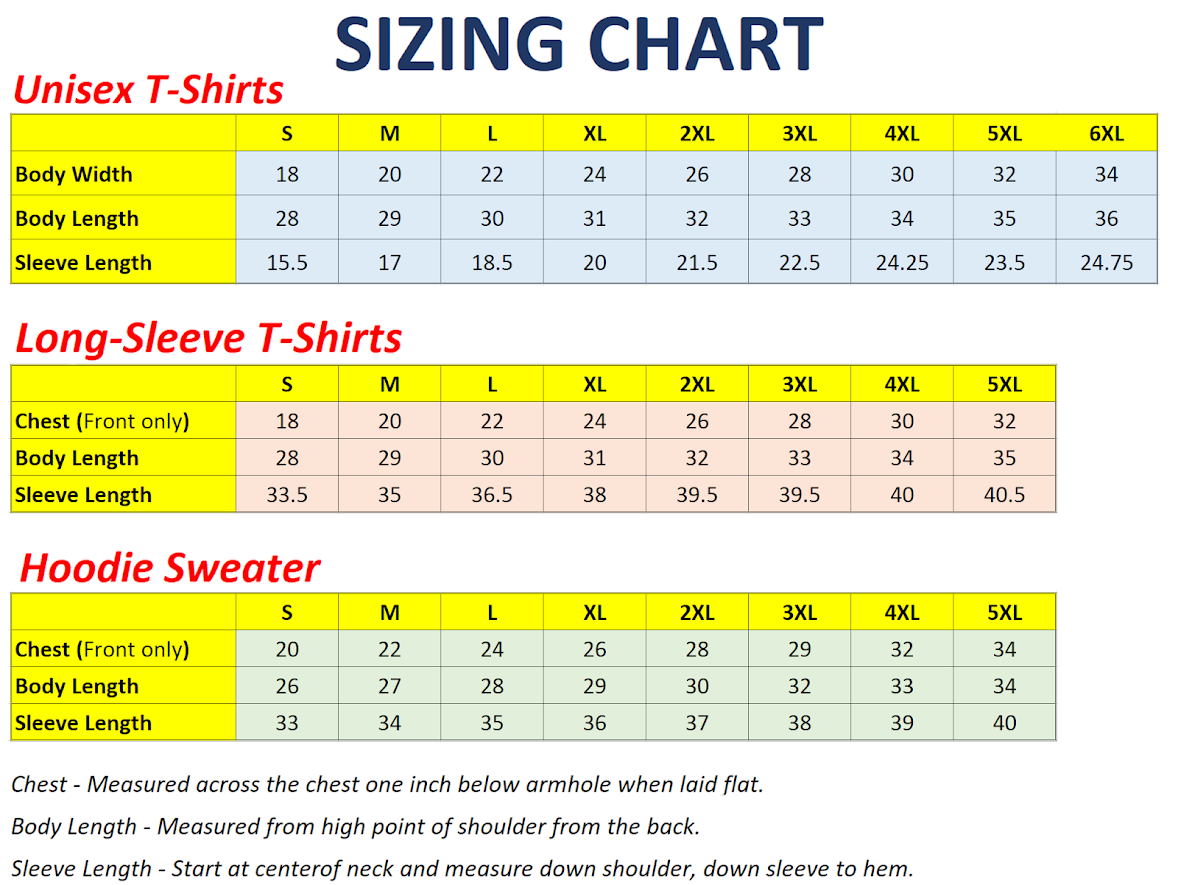 SIZING CHART
Unisex T-Shirts
S M L XL 2XL 3XL 4XL 5XL 6XL
Body Width 18 20 22 24 26 28 30 32 34
Body Length 28 29 30 31 32 33 34 35 36
Sleeve Length 15.5 17 18.5 20 21.5 22.5 24.25 23.5 24.75
Long-Sleeve T-Shirts
S M L XL 2XL 3XL 4XL 5XL
Chest (Front only) 18 20 22 24 26 28 30 32
Body Length 28 29 30 31 32 33 34 35
Sleeve Length 33.5 35 36.5 38 39.5 39.5 40 40.5
Hoodie Sweater
S M L XL 2XL 3XL 4XL 5XL
Chest (Front only) 20 22 24 26 28 29 32 34
Body Length 26 27 28 29 30 32 33 34
Sleeve Length 33 34 35 36 37 38 39 40
Chest - Measured across the chest one inch below armhole when laid flat.
Body Length - Measured from high point of shoulder from the back.
Sleeve Length - Start at centerof neck and measure down shoulder, down sleeve to hem.